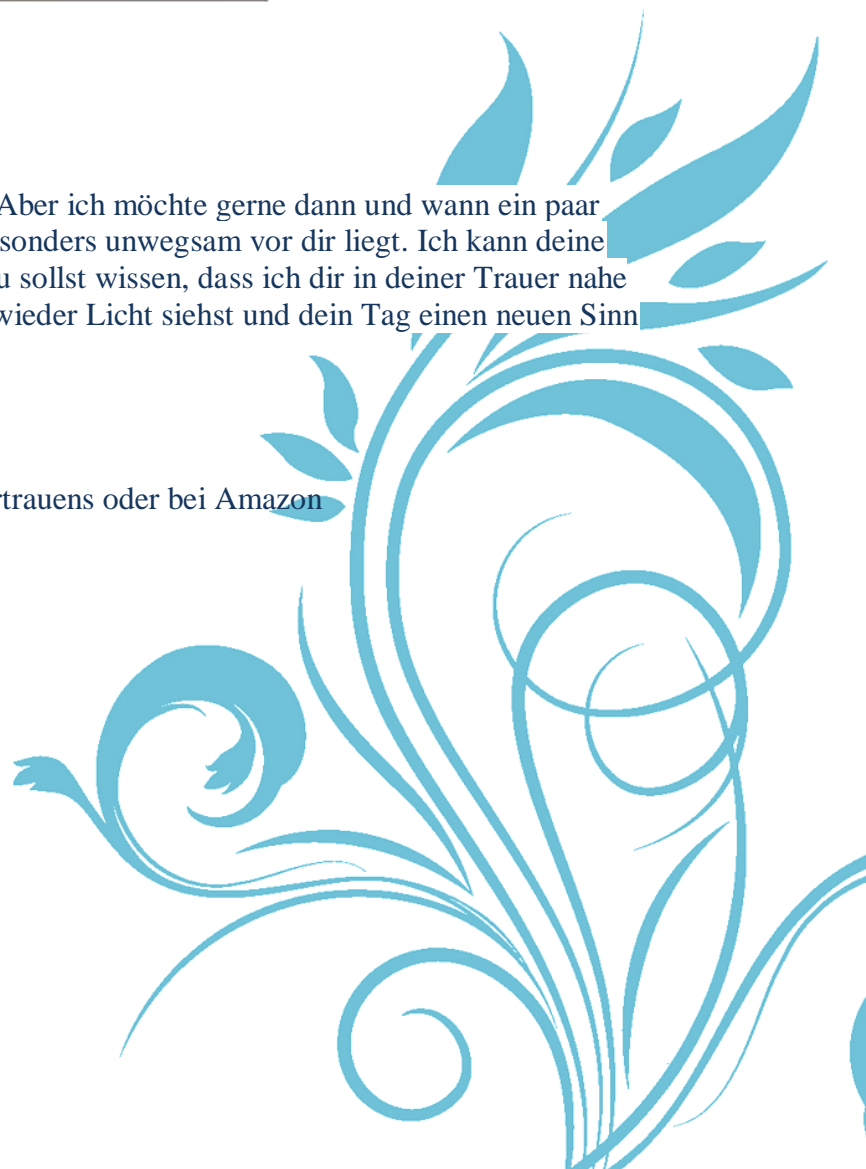 Aber ich möchte gerne dann und wann ein paar
sonders unwegsam vor dir liegt. Ich kann deine
u sollst wissen, dass ich dir in deiner Trauer nahe
wieder Licht siehst und dein Tag einen neuen Sinn
rtrauens oder bei Amazon